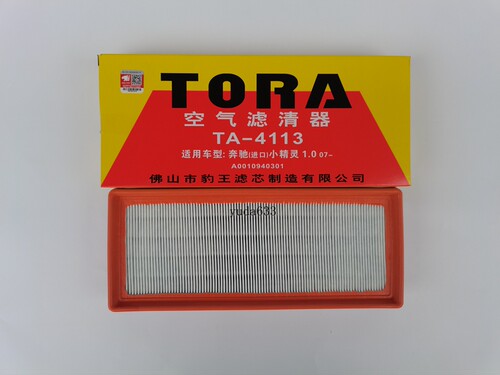 TORA
空气滤清器
TA-4113
适用车型: 奔驰(进口)小精灵 1.0 07-
A0010940301
佛山市豹王滤芯制造有限公司
yuda633